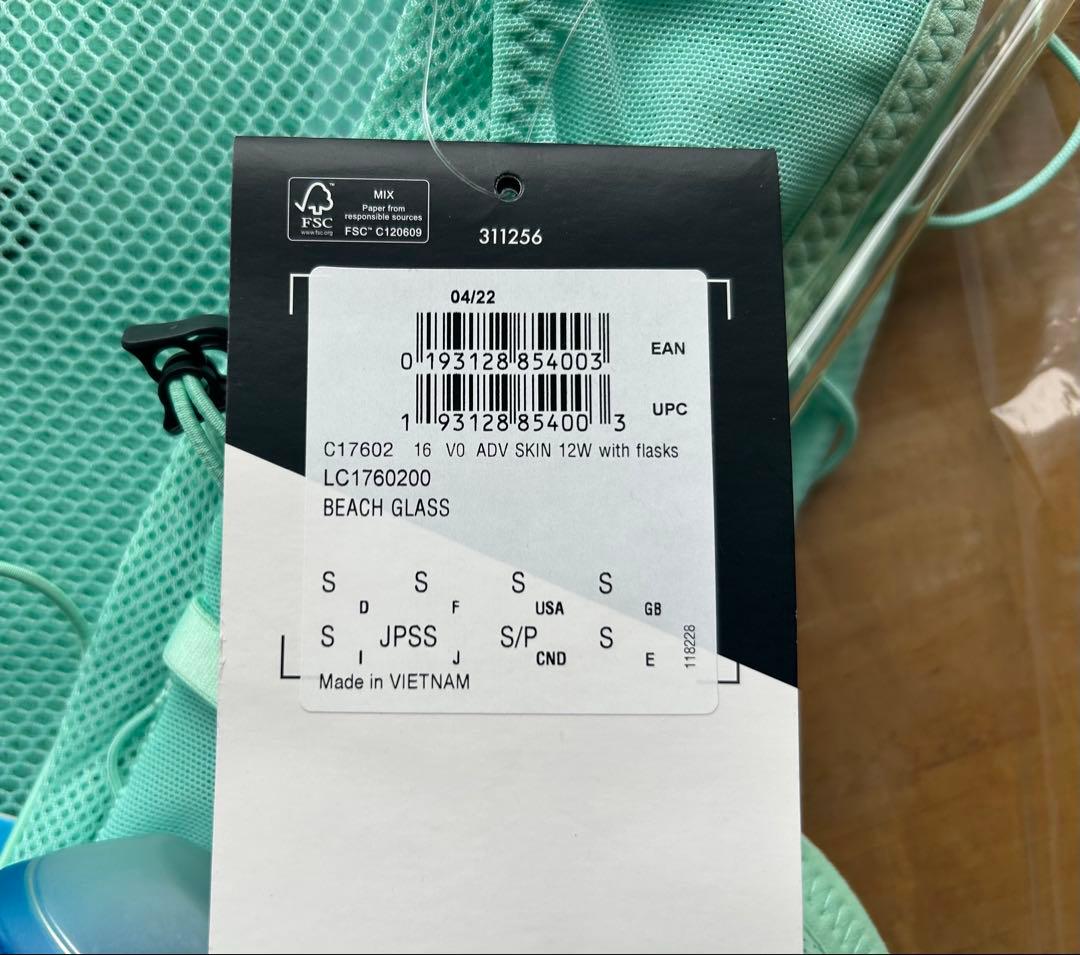 MIX
Paper from
responsible sources
FSC™ C120609
FSC
www.fsc.org
311256
04/22
0 193128 854003
EAN
1 93128 85400 3
UPC
C17602 16 V0 ADV SKIN 12W with flasks
LC1760200
BEACH GLASS
S D S F S USA S GB
S I JPSS J S/P CND S E
118228
Made in VIETNAM